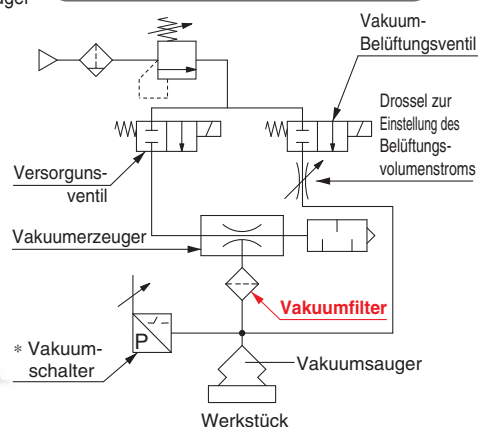 Vakuum-
Belüftungsventil
Drossel zur
Einstellung des
Belüftungs-
volumenstroms
Versorguns-
ventil
Vakuumerzeuger
Vakuumfilter
P
* Vakuum-
schalter
Vakuumsauger
Werkstück